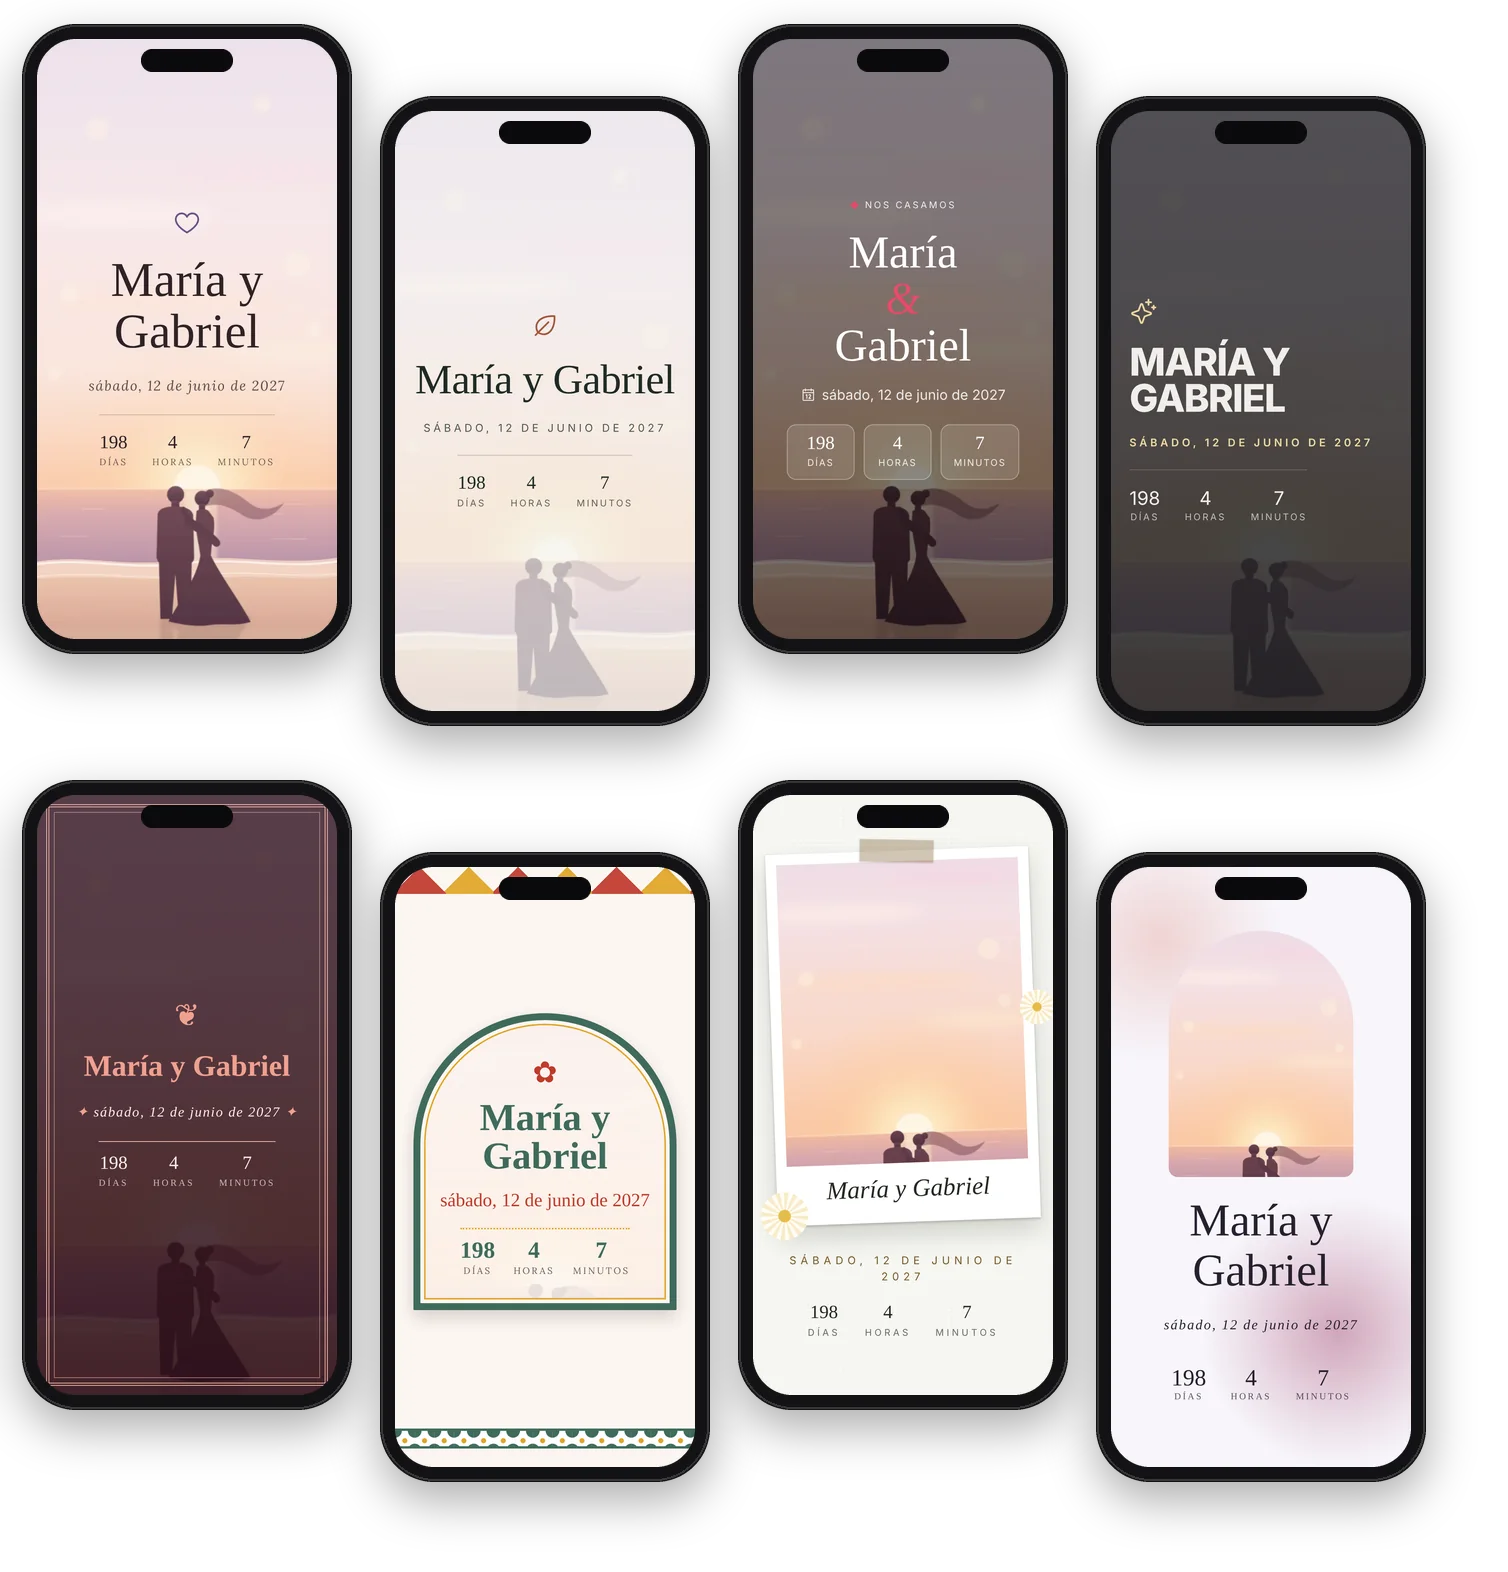 María y
Gabriel
sábado, 12 de junio de 2027
198 4 7
DÍAS HORAS MINUTOS
María y Gabriel
SÁBADO, 12 DE JUNIO DE 2027
198 4 7
DÍAS HORAS MINUTOS
NOS CASAMOS
María
&
Gabriel
sábado, 12 de junio de 2027
198 4 7
DÍAS HORAS MINUTOS
MARÍA Y
GABRIEL
SÁBADO, 12 DE JUNIO DE 2027
198 4 7
DÍAS HORAS MINUTOS
María y Gabriel
sábado, 12 de junio de 2027
198 4 7
DÍAS HORAS MINUTOS
María y
Gabriel
sábado, 12 de junio de 2027
198 4 7
DÍAS HORAS MINUTOS
María y Gabriel
SÁBADO, 12 DE JUNIO DE
2027
198 4 7
DÍAS HORAS MINUTOS
María y
Gabriel
sábado, 12 de junio de 2027
198 4 7
DÍAS HORAS MINUTOS